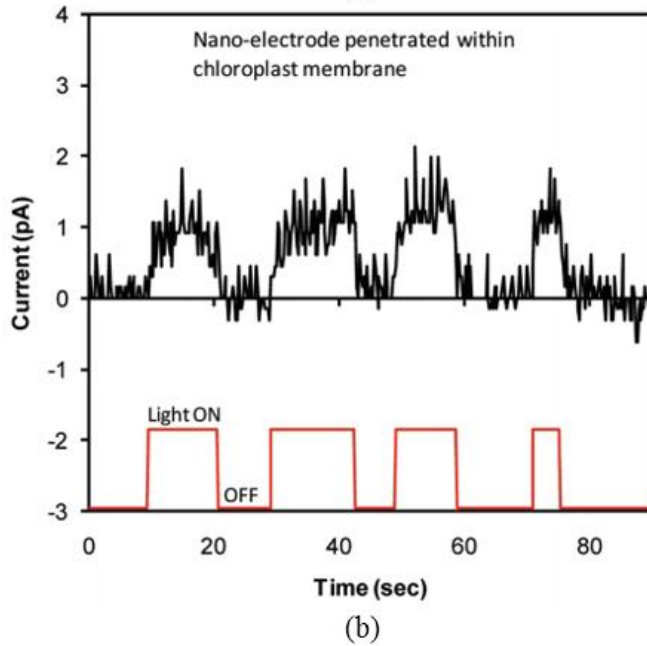 4
3
2
1
0
-1
-2
-3
Current (pA)
Nano-electrode penetrated within
chloroplast membrane
Light ON
OFF
0
20
40
60
80
Time (sec)
(b)